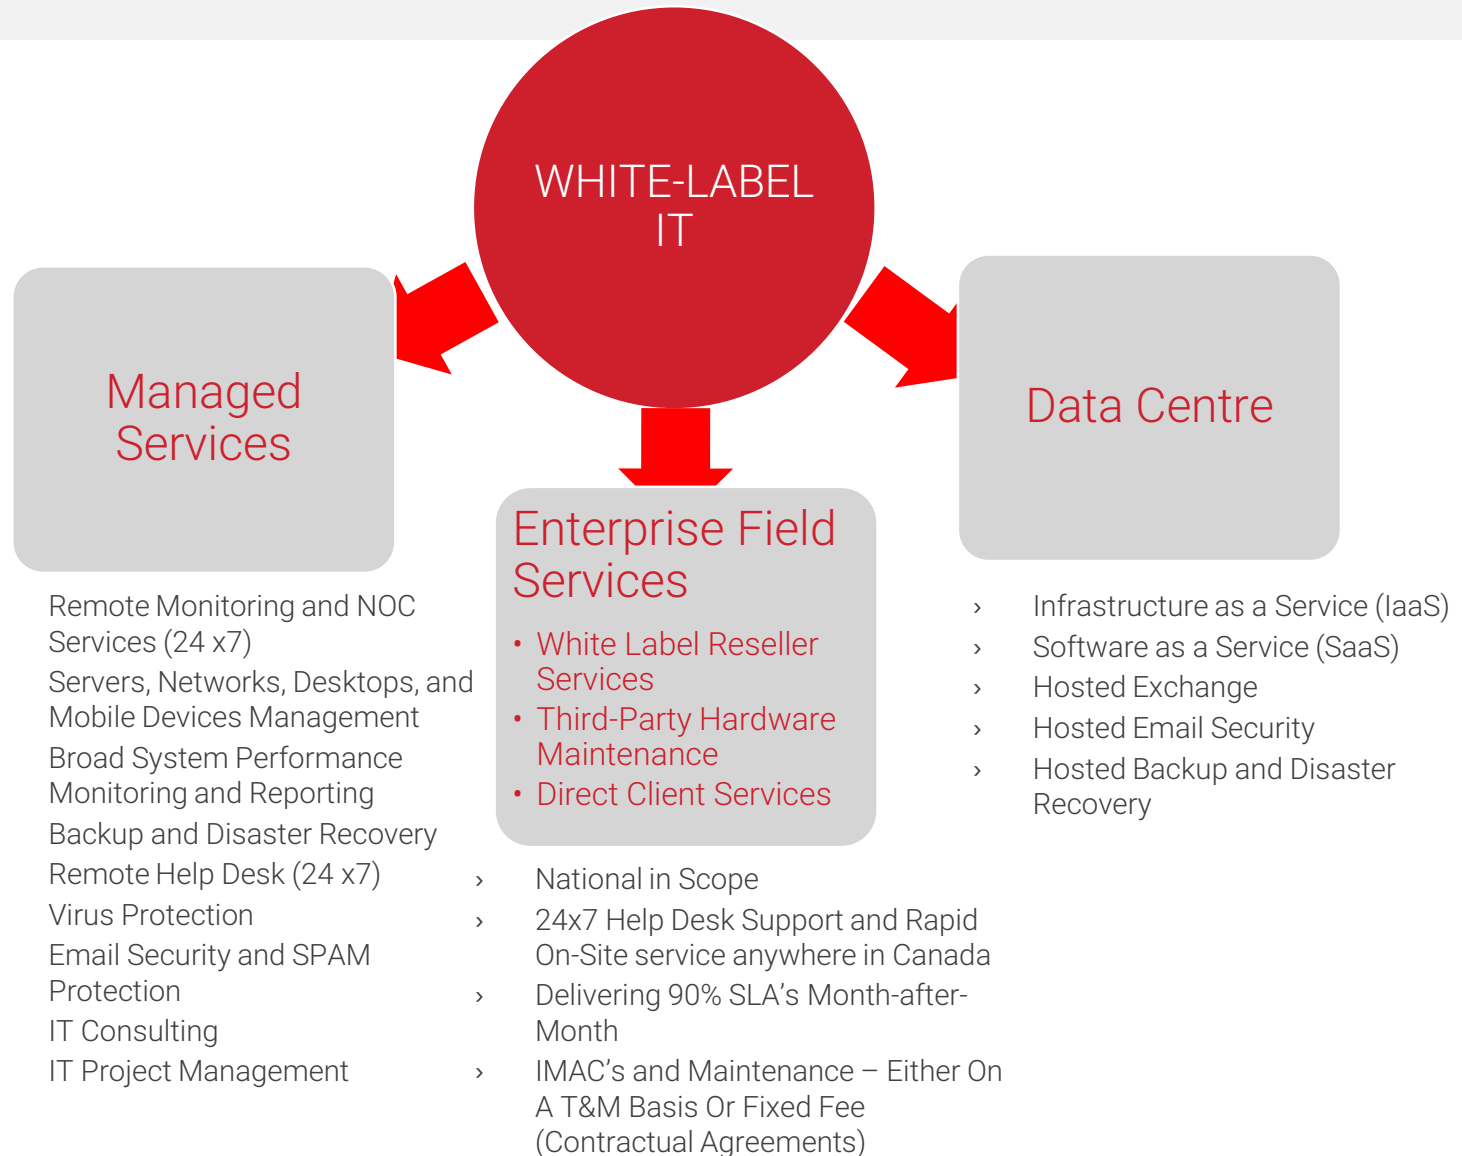 WHITE-LABEL
IT
Managed
Services
Remote Monitoring and NOC
Services (24 x7)
Servers, Networks, Desktops, and
Mobile Devices Management
Broad System Performance
Monitoring and Reporting
Backup and Disaster Recovery
Remote Help Desk (24 x7)
Virus Protection
Email Security and SPAM
Protection
IT Consulting
IT Project Management
Enterprise Field
Services
• White Label Reseller
Services
• Third-Party Hardware
Maintenance
• Direct Client Services
› National in Scope
› 24x7 Help Desk Support and Rapid
On-Site service anywhere in Canada
› Delivering 90% SLA’s Month-after-
Month
› IMAC’s and Maintenance – Either On
A T&M Basis Or Fixed Fee
(Contractual Agreements)
Data Centre
› Infrastructure as a Service (IaaS)
› Software as a Service (SaaS)
› Hosted Exchange
› Hosted Email Security
› Hosted Backup and Disaster
Recovery